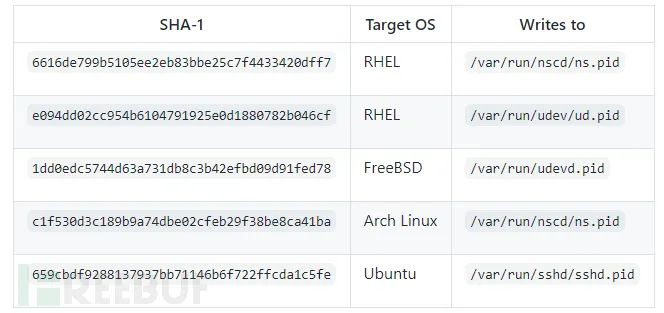 SHA-1 Target OS Writes to
6616de799b5105ee2eb83bbe25c7f4433420dff7 RHEL /var/run/nscd/ns.pid
e094dd02cc954b6104791925e0d1880782b046cf RHEL /var/run/udev/ud.pid
1dd0edc5744d63a731db8c3b42efbd09d91fed78 FreeBSD /var/run/udevd.pid
c1f530d3c189b9a74dbe02cfeb29f38be8ca41ba Arch Linux /var/run/nscd/ns.pid
659cbdf9288137937bb71146b6f722ffcda1c5fe Ubuntu /var/run/sshd/sshd.pid
FREEBUF